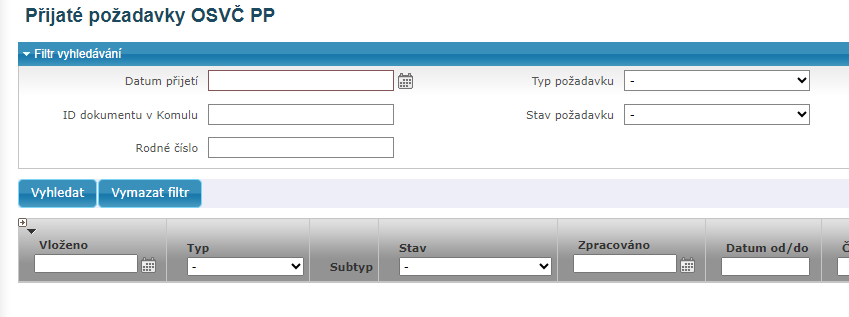 Přijaté požadavky OSVČ PP
Filtr vyhledávání
Datum přijetí
Typ požadavku -
ID dokumentu v Komulu
Stav požadavku -
Rodné číslo
Vyhledat Vymazat filtr
Vloženo Typ Subtyp Stav Zpracováno Datum od/do Č
- -